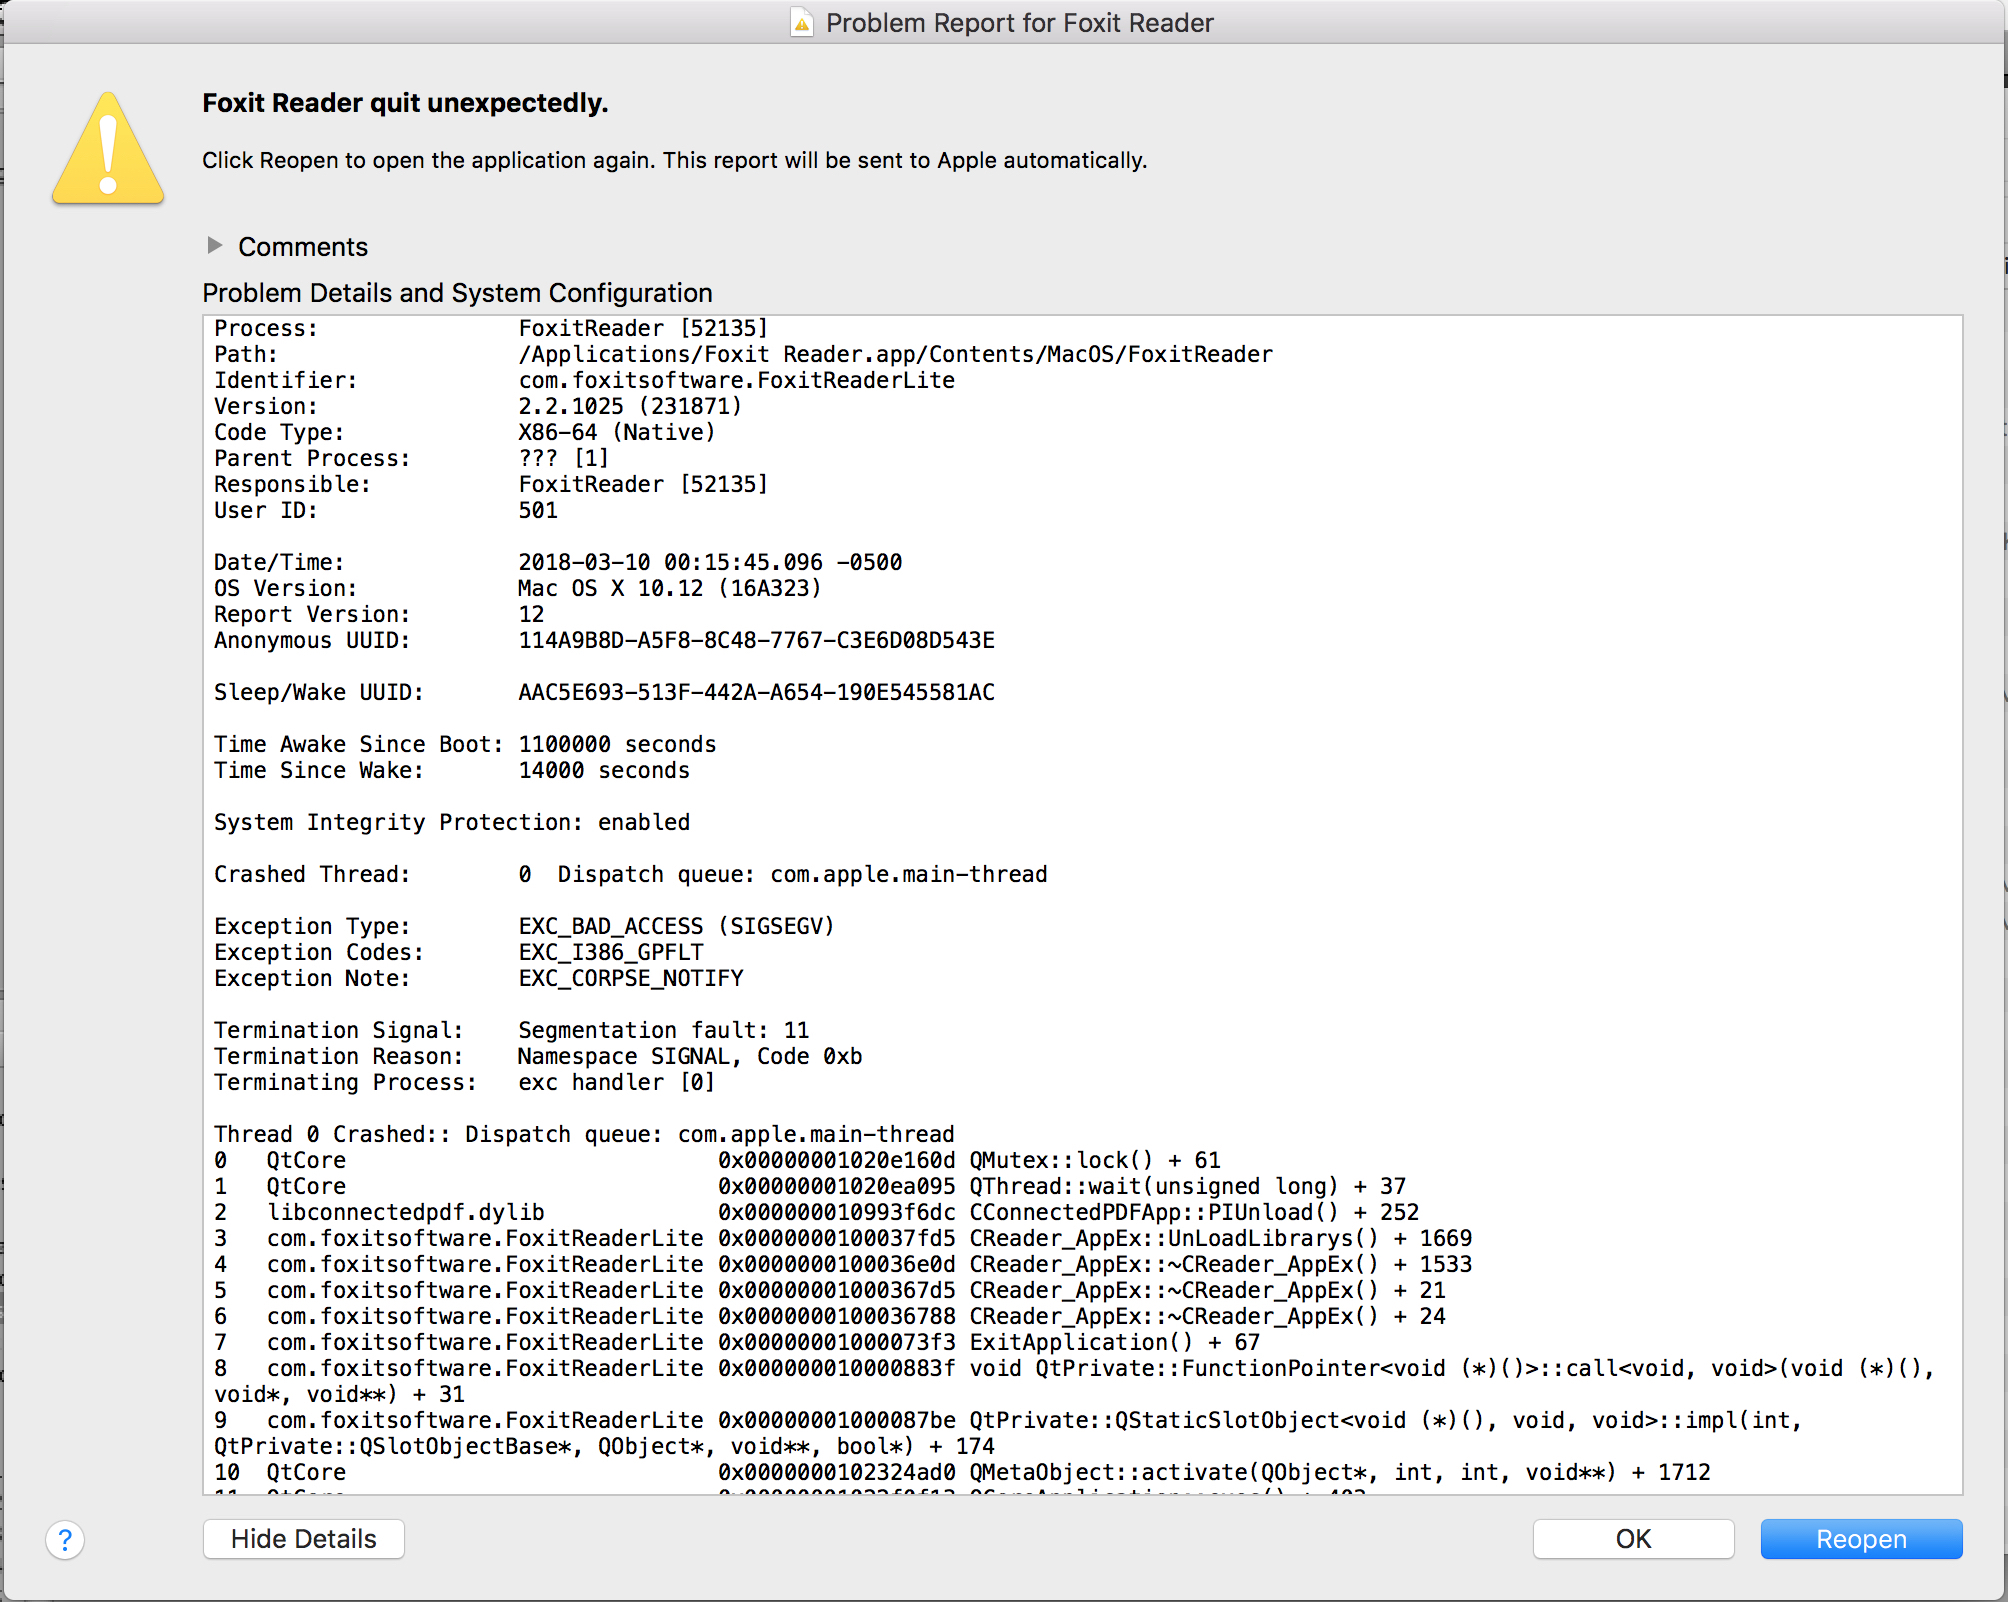 Problem Report for Foxit Reader
Foxit Reader quit unexpectedly.
Click Reopen to open the application again. This report will be sent to Apple automatically.
Comments
Problem Details and System Configuration
Process: FoxitReader [52135]
Path: /Applications/Foxit Reader.app/Contents/MacOS/FoxitReader
Identifier: com.foxitsoftware.FoxitReaderLite
Version: 2.2.1025 (231871)
Code Type: X86-64 (Native)
Parent Process: ??? [1]
Responsible: FoxitReader [52135]
User ID: 501
Date/Time: 2018-03-10 00:15:45.096 -0500
OS Version: Mac OS X 10.12 (16A323)
Report Version: 12
Anonymous UUID: 114A9B8D-A5F8-8C48-7767-C3E6D08D543E
Sleep/Wake UUID: AAC5E693-513F-442A-A654-190E545581AC
Time Awake Since Boot: 1100000 seconds
Time Since Wake: 14000 seconds
System Integrity Protection: enabled
Crashed Thread: 0 Dispatch queue: com.apple.main-thread
Exception Type: EXC_BAD_ACCESS (SIGSEGV)
Exception Codes: EXC_I386_GPFLT
Exception Note: EXC_CORPSE_NOTIFY
Termination Signal: Segmentation fault: 11
Termination Reason: Namespace SIGNAL, Code 0xb
Terminating Process: exc handler [0]
Thread 0 Crashed:: Dispatch queue: com.apple.main-thread
0 QtCore 0x00000001020e160d QMutex::lock() + 61
1 QtCore 0x00000001020ea095 QThread::wait(unsigned long) + 37
2 libconnectedpdf.dylib 0x000000010993f6dc CConnectedPDFApp::PIUnload() + 252
3 com.foxitsoftware.FoxitReaderLite 0x0000000100037fd5 CReader_AppEx::UnLoadLibrarys() + 1669
4 com.foxitsoftware.FoxitReaderLite 0x0000000100036e0d CReader_AppEx::~CReader_AppEx() + 1533
5 com.foxitsoftware.FoxitReaderLite 0x00000001000367d5 CReader_AppEx::~CReader_AppEx() + 21
6 com.foxitsoftware.FoxitReaderLite 0x0000000100036788 CReader_AppEx::~CReader_AppEx() + 24
7 com.foxitsoftware.FoxitReaderLite 0x00000001000073f3 ExitApplication() + 67
8 com.foxitsoftware.FoxitReaderLite 0x000000010000883f void QtPrivate::FunctionPointer<void (*)()>::call<void, void>(void (*)(),
void*, void**) + 31
9 com.foxitsoftware.FoxitReaderLite 0x00000001000087be QtPrivate::QStaticSlotObject<void (*)(), void, void>::impl(int,
QtPrivate::QSlotObjectBase*, QObject*, void**, bool*) + 174
10 QtCore 0x0000000102324ad0 QMetaObject::activate(QObject*, int, int, void**) + 1712
?
Hide Details
OK
Reopen